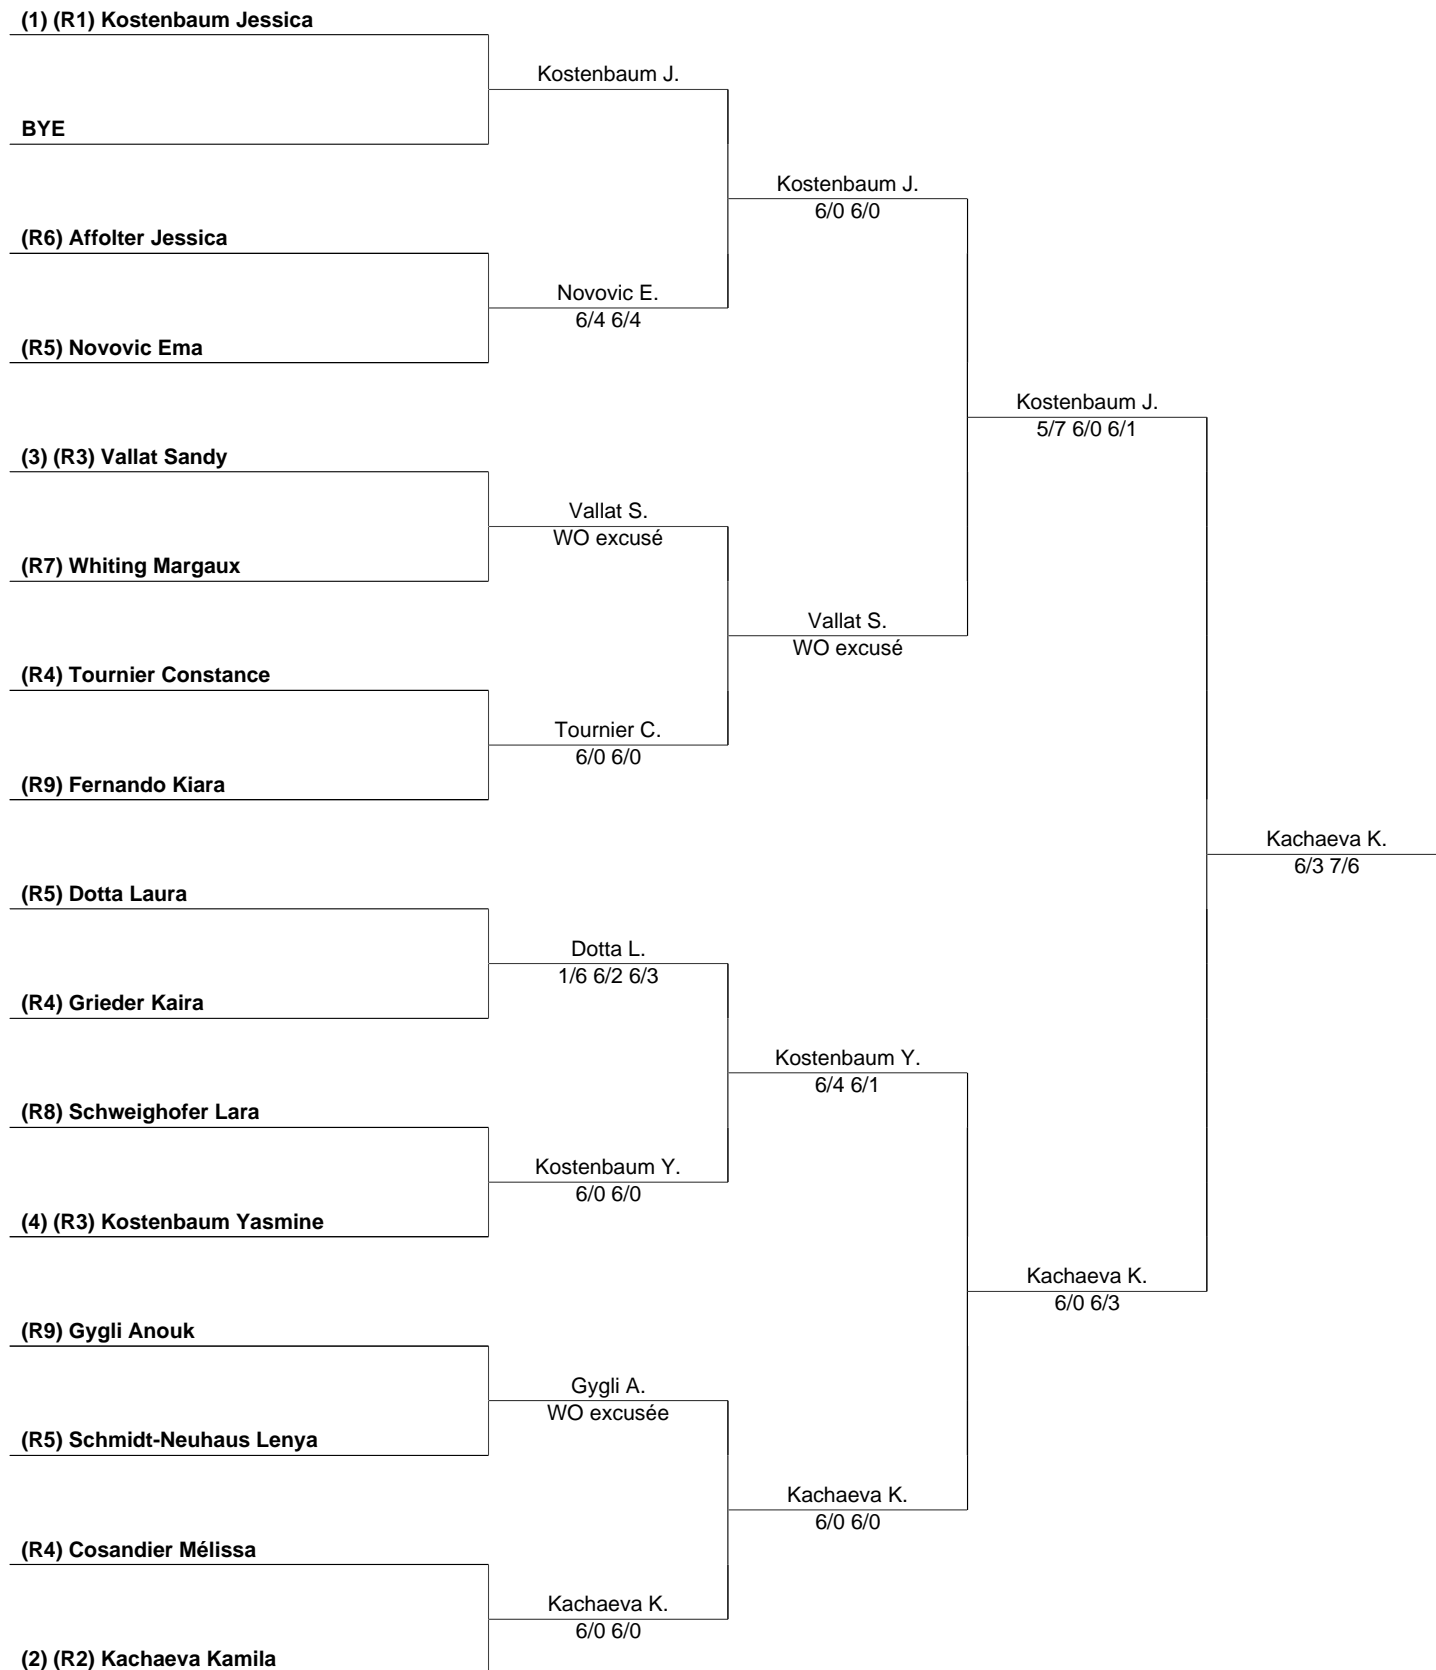 (1) (R1) Kostenbaum Jessica
Kostenbaum J.
BYE
Kostenbaum J.
6/0 6/0
(R6) Affolter Jessica
Novovic E.
6/4 6/4
(R5) Novovic Ema
Kostenbaum J.
5/7 6/0 6/1
(3) (R3) Vallat Sandy
Vallat S.
WO excusé
(R7) Whiting Margaux
Vallat S.
WO excusé
(R4) Tournier Constance
Tournier C.
6/0 6/0
(R9) Fernando Kiara
Kachaeva K.
6/3 7/6
(R5) Dotta Laura
Dotta L.
1/6 6/2 6/3
(R4) Grieder Kaira
Kostenbaum Y.
6/4 6/1
(R8) Schweighofer Lara
Kostenbaum Y.
6/0 6/0
(4) (R3) Kostenbaum Yasmine
Kachaeva K.
6/0 6/3
(R9) Gygli Anouk
Gygli A.
WO excusée
(R5) Schmidt-Neuhaus Lenya
Kachaeva K.
6/0 6/0
(R4) Cosandier Mélissa
Kachaeva K.
6/0 6/0
(2) (R2) Kachaeva Kamila